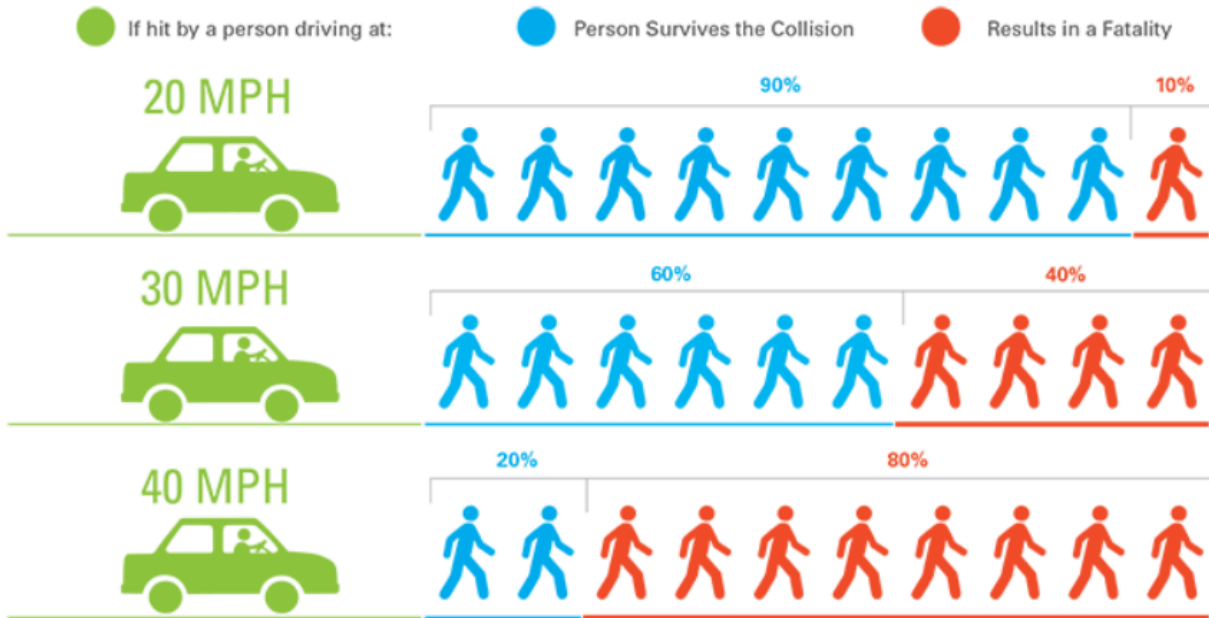 If hit by a person driving at:
Person Survives the Collision
Results in a Fatality
20 MPH
90%
10%
30 MPH
60%
40%
40 MPH
20%
80%